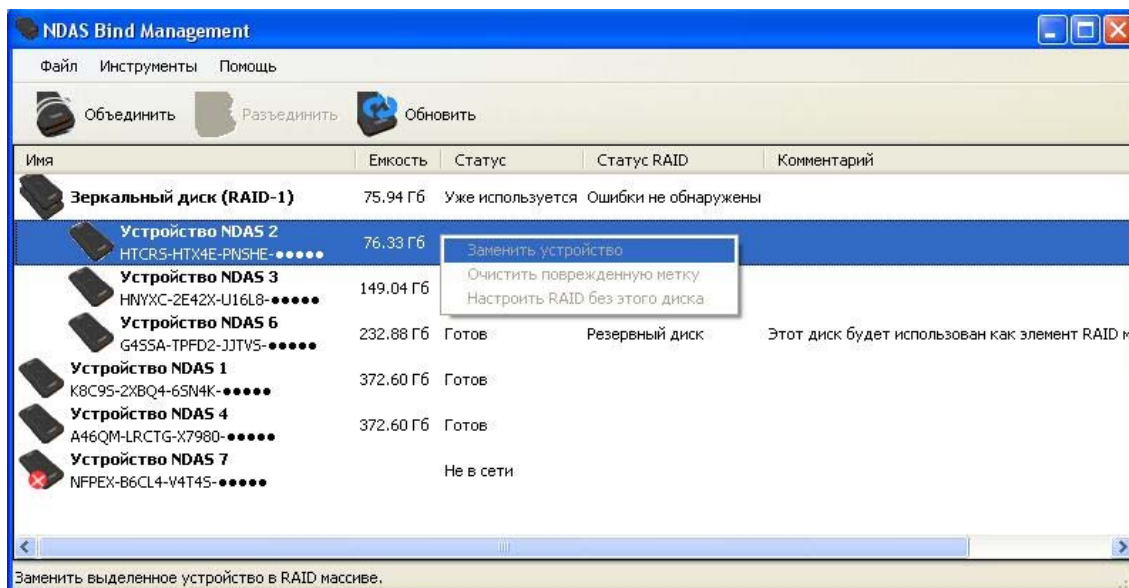 NDAS Bind Management
Файл Инструменты Помощь
Объединить Разъединить Обновить
Имя Емкость Статус Статус RAID Комментарий
Зеркальный диск (RAID-1) 75.94 Гб Уже используется Ошибки не обнаружены
Устройство NDAS 2
HTCRS-HTX4E-PNSHE-●●●●● 76.33 Гб
Заменить устройство
Очистить поврежденную метку
Настроить RAID без этого диска
Устройство NDAS 3
HNYXC-2E42X-U16L8-●●●●● 149.04 Гб
Устройство NDAS 6
G4SSA-TPFD2-JJTVS-●●●●● 232.88 Гб Готов Резервный диск Этот диск будет использован как элемент RAID
Устройство NDAS 1
K8C9S-2XBQ4-6SN4K-●●●●● 372.60 Гб Готов
Устройство NDAS 4
A46QM-LRCTG-X7980-●●●●● 372.60 Гб Готов
Устройство NDAS 7
NFPEX-B6CL4-V4T4S-●●●●● Не в сети
Заменить выделенное устройство в RAID массиве.